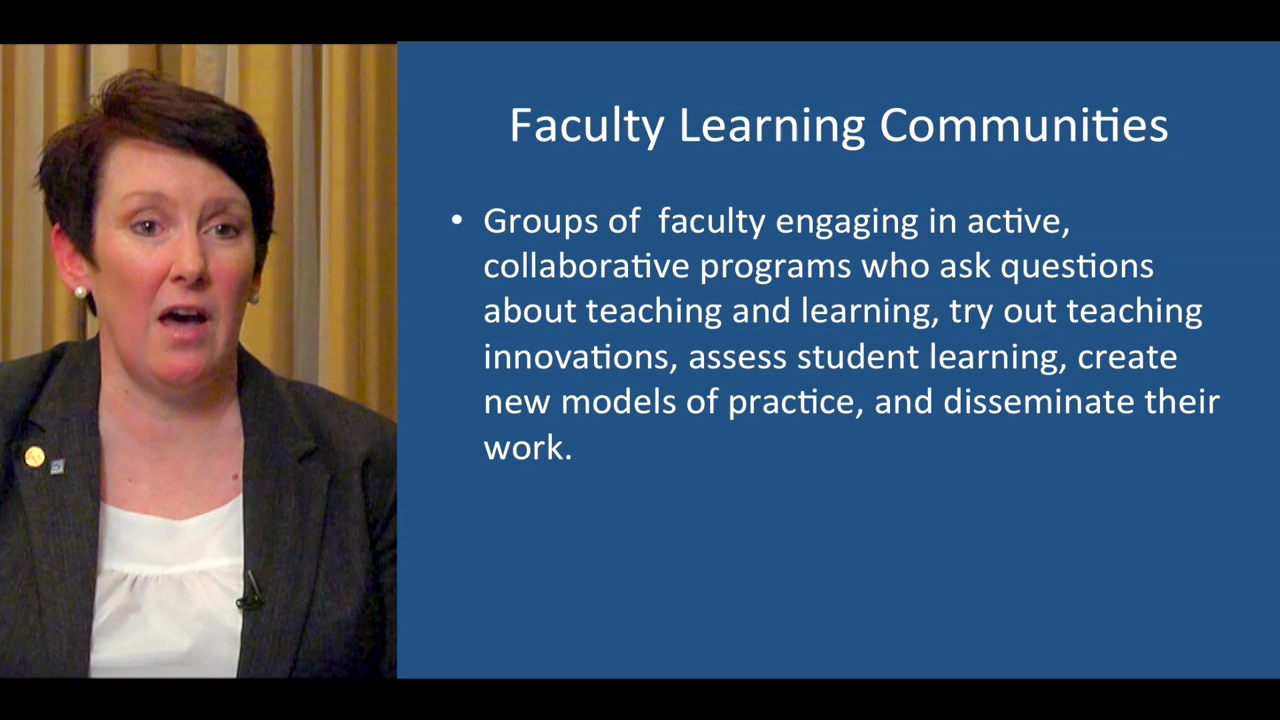 Faculty Learning Communities
• Groups of  faculty engaging in active,
collaborative programs who ask questions
about teaching and learning, try out teaching
innovations, assess student learning, create
new models of practice, and disseminate their
work.